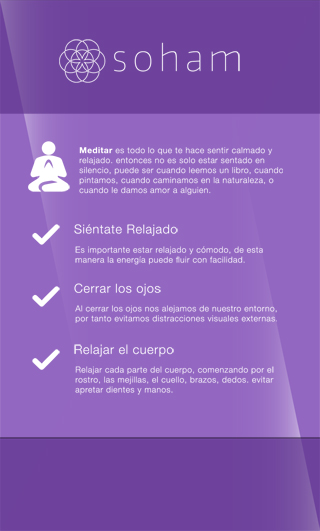 soham
Meditar es todo lo que te hace sentir calmado y
relajado. entonces no es solo estar sentado en
silencio, puede ser cuando leemos un libro, cuando
pintamos, cuando caminamos en la naturaleza, o
cuando le damos amor a alguien.
Siéntate Relajado
Es importante estar relajado y cómodo, de esta
manera la energía puede fluir con facilidad.
Cerrar los ojos
Al cerrar los ojos nos alejamos de nuestro entorno,
por tanto evitamos distracciones visuales externas.
Relajar el cuerpo
Relajar cada parte del cuerpo, comenzando por el
rostro, las mejillas, el cuello, brazos, dedos. evitar
apretar dientes y manos.